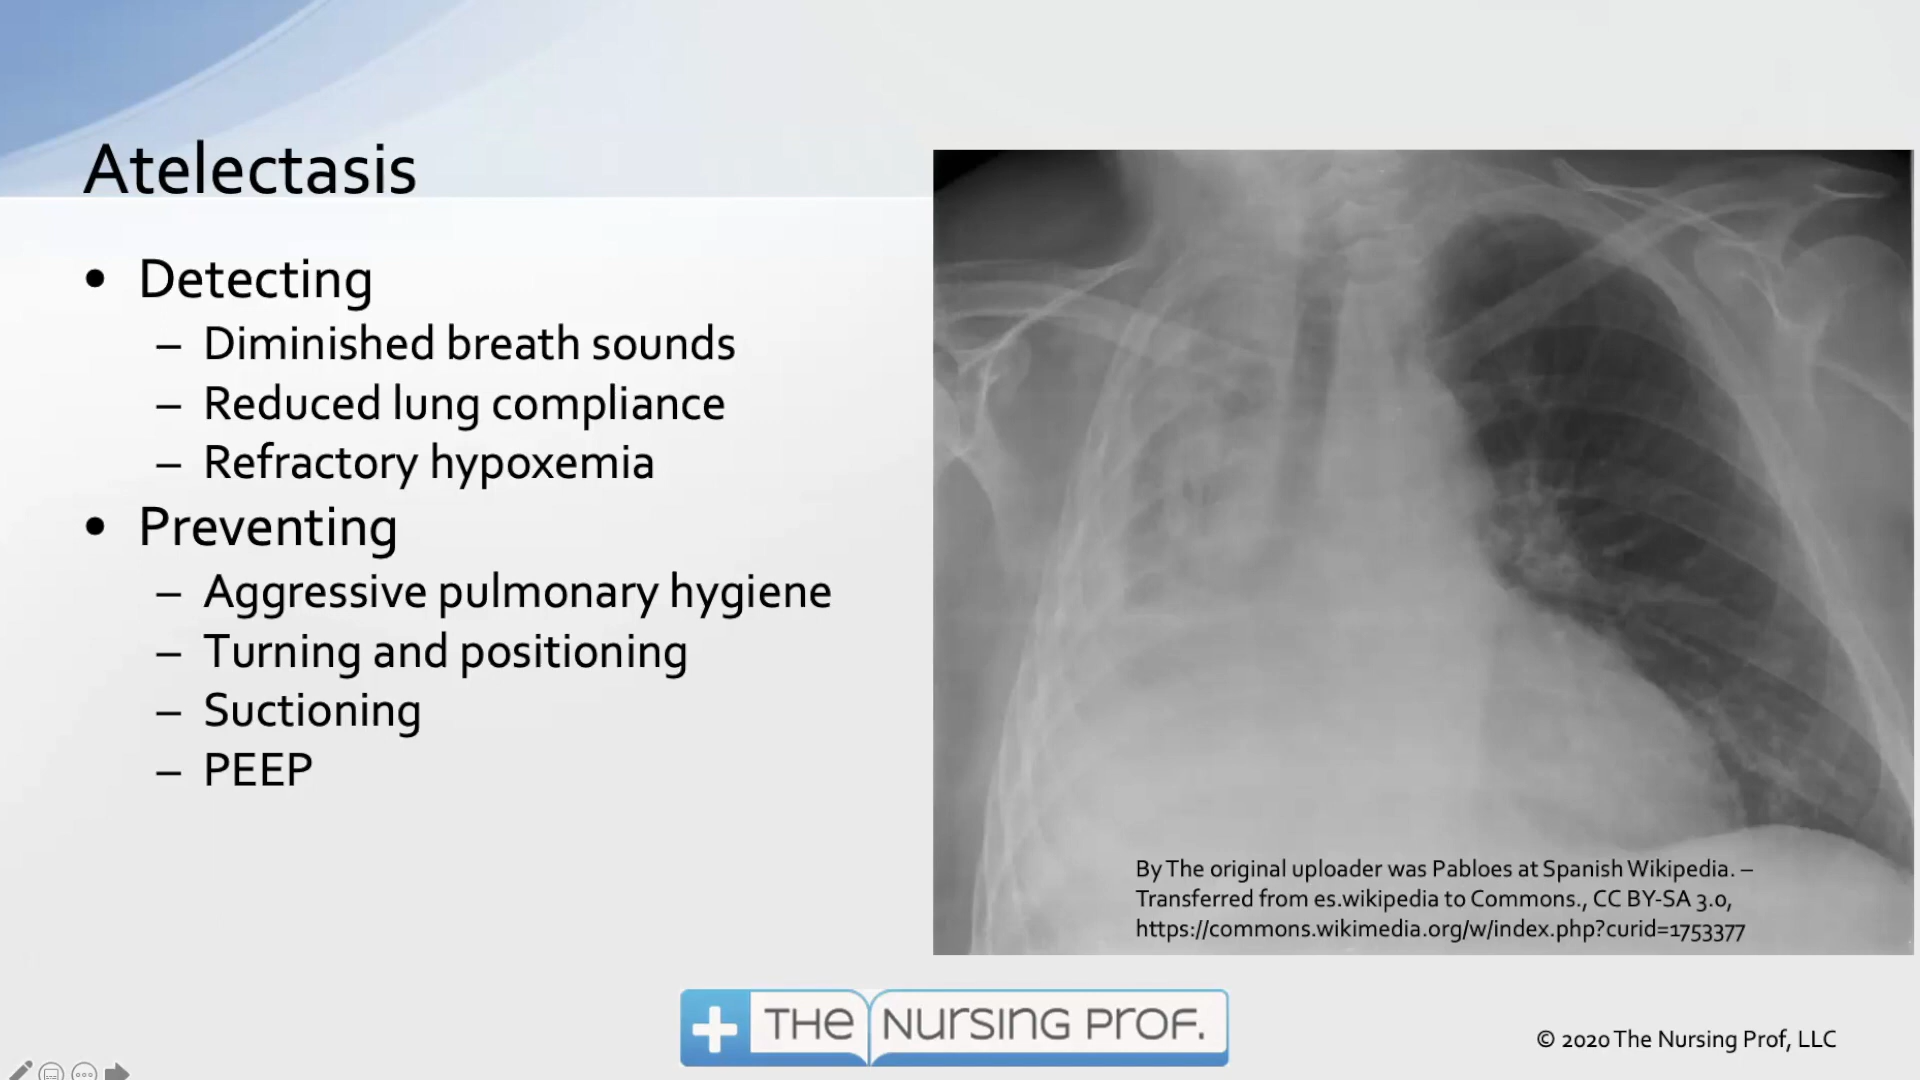 Atelectasis
• Detecting
– Diminished breath sounds
– Reduced lung compliance
– Refractory hypoxemia
• Preventing
– Aggressive pulmonary hygiene
– Turning and positioning
– Suctioning
– PEEP
By The original uploader was Pabloes at Spanish Wikipedia. –
Transferred from es.wikipedia to Commons., CC BY-SA 3.0,
https://commons.wikimedia.org/w/index.php?curid=1753377
THE NURSING PROF.
© 2020 The Nursing Prof, LLC